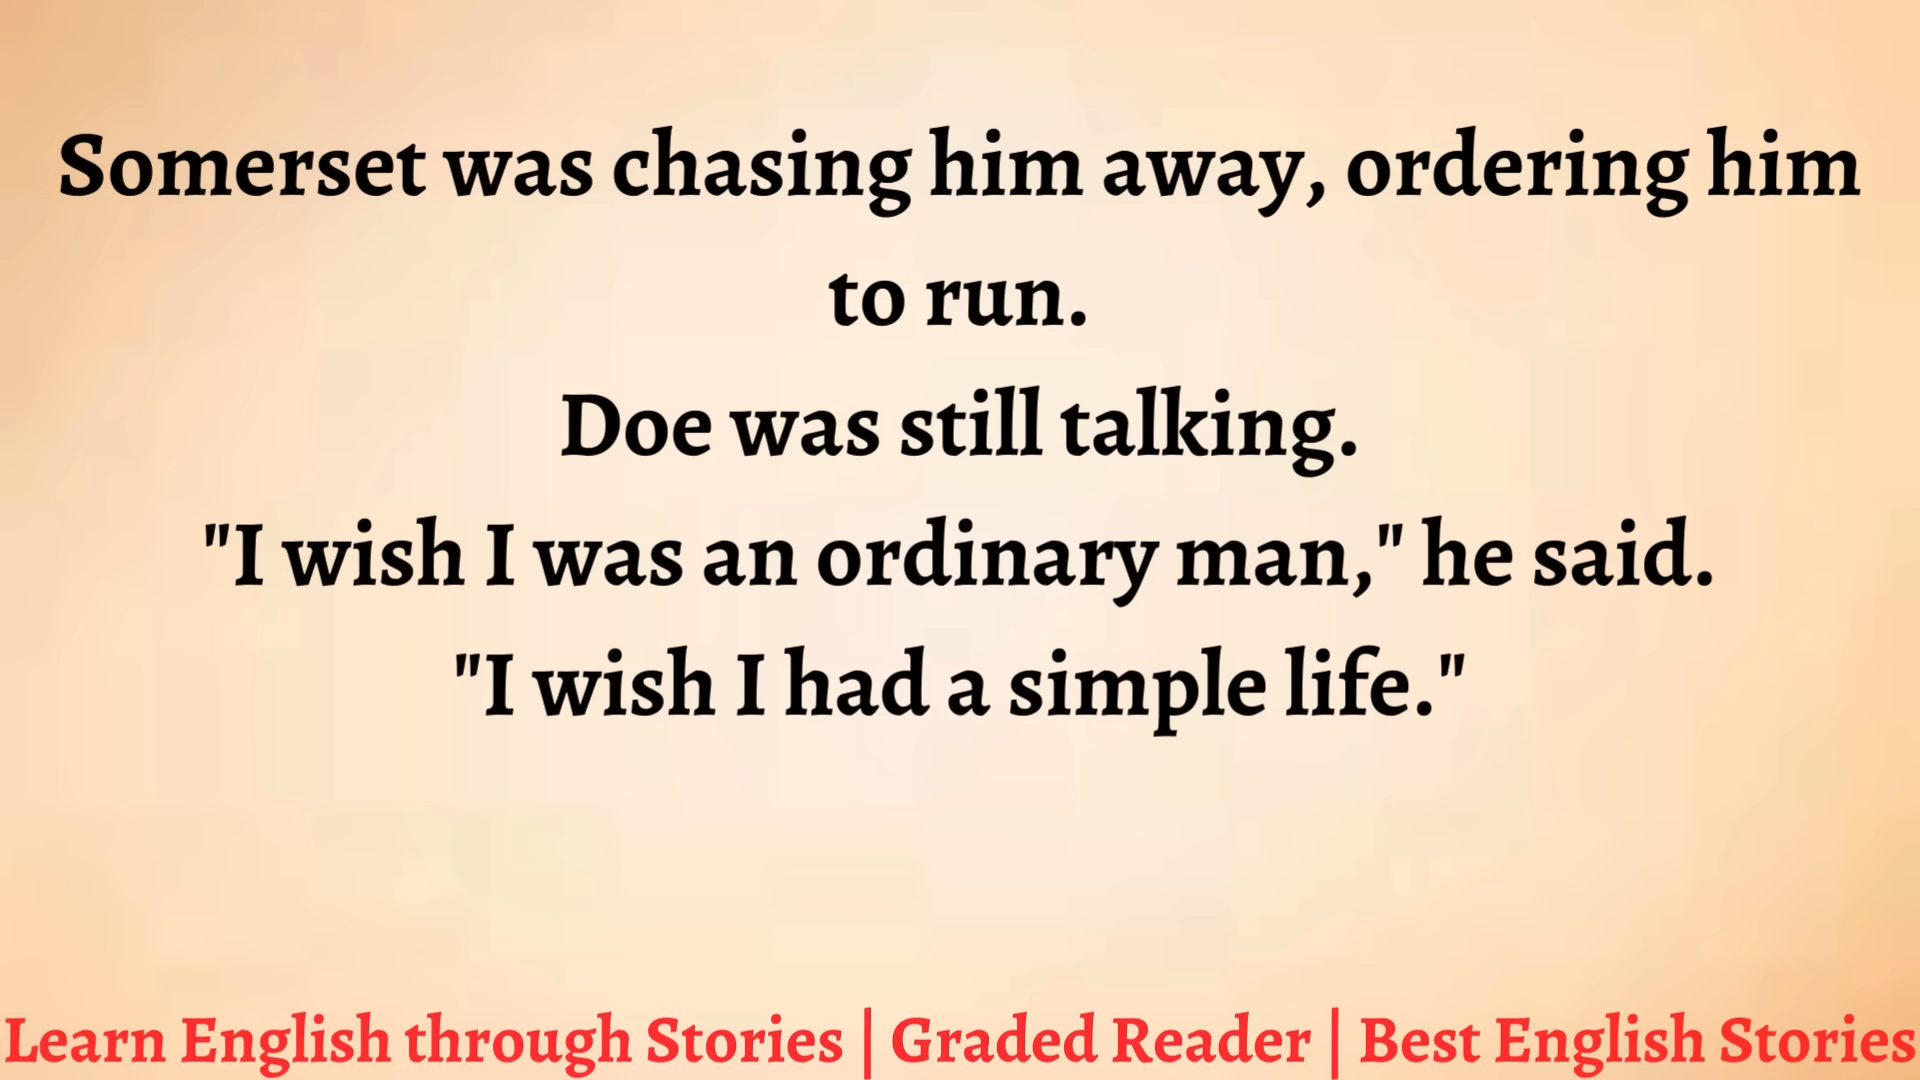 Somerset was chasing him away, ordering him
to run.
Doe was still talking.
"I wish I was an ordinary man," he said.
"I wish I had a simple life."
Learn English through Stories | Graded Reader | Best English Stories